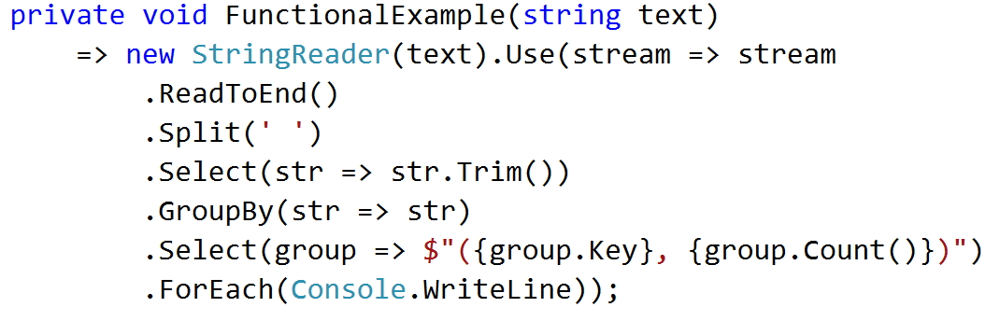 private void FunctionalExample(string text)
    => new StringReader(text).Use(stream => stream
        .ReadToEnd()
        .Split(' ')
        .Select(str => str.Trim())
        .GroupBy(str => str)
        .Select(group => $"({group.Key}, {group.Count()})")
        .ForEach(Console.WriteLine));